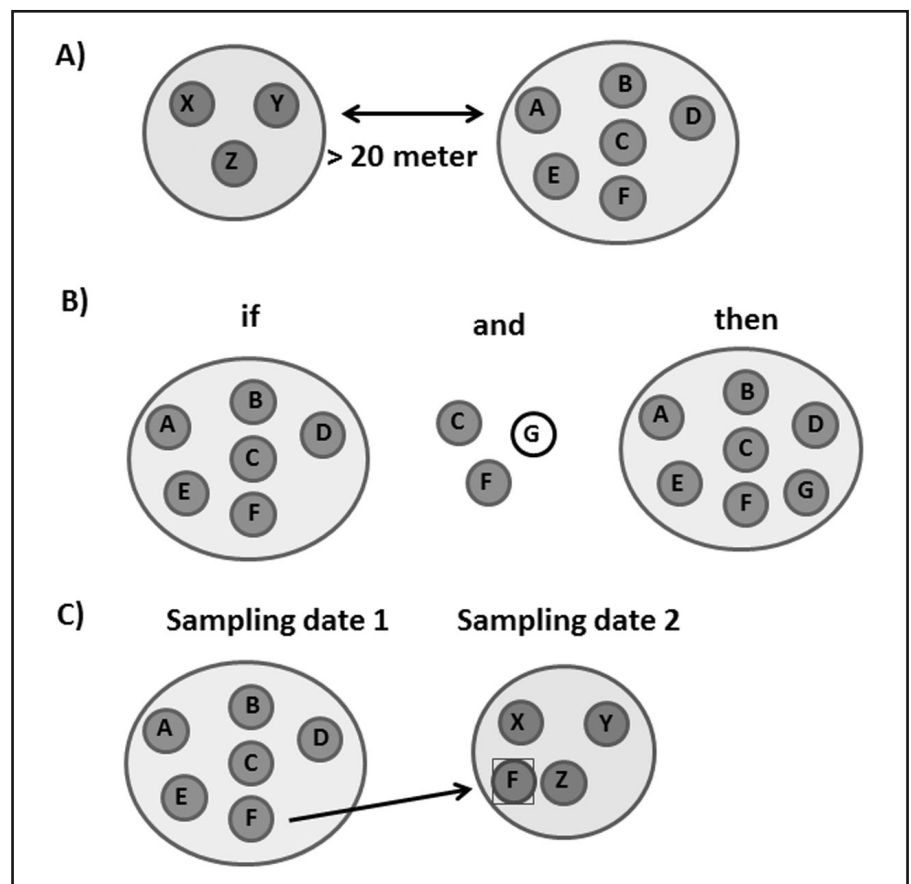 A)
X Y
Z
> 20 meter
B
A D
C
E
F
B)
if and then
B
A D
C
E
F
C G
F
B
A D
C
E G
F
C)
Sampling date 1 Sampling date 2
B
A D
C
E
F
X Y
F Z